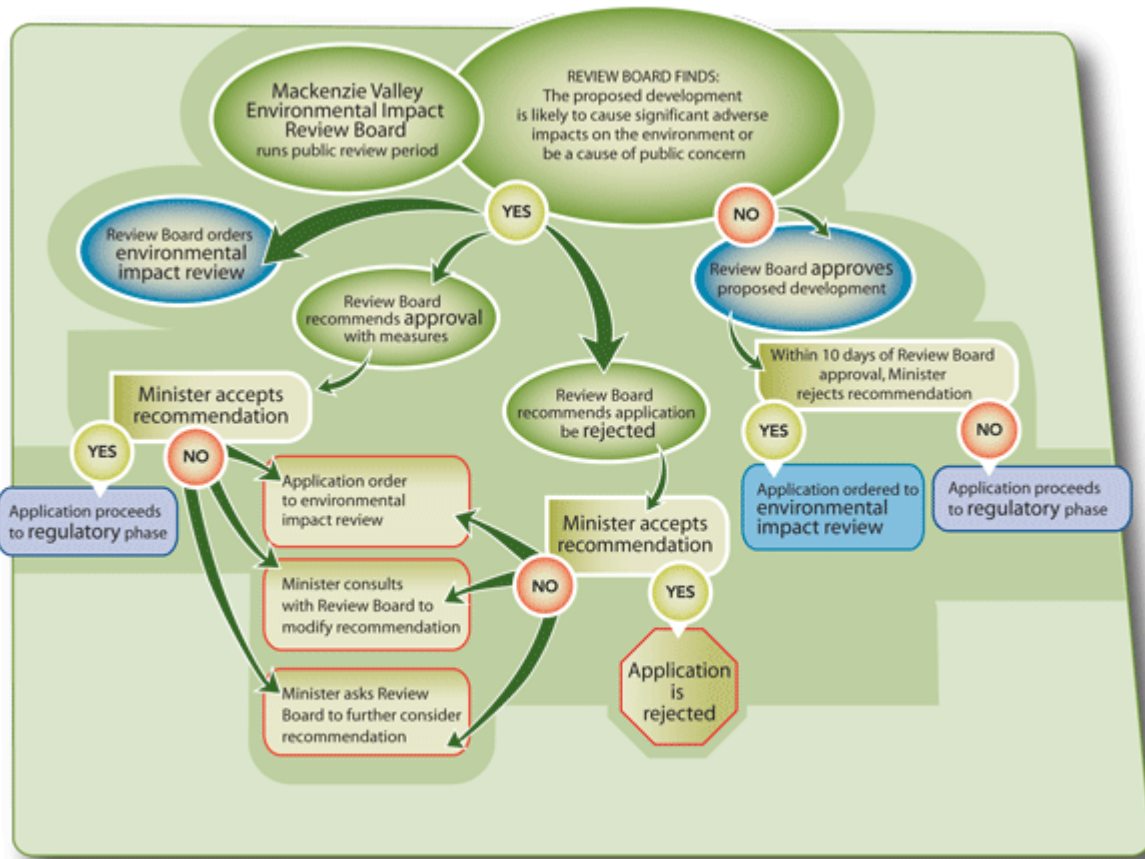 Mackenzie Valley
Environmental Impact
Review Board
runs public review period
REVIEW BOARD FINDS:
The proposed development
is likely to cause significant adverse
impacts on the environment or
be a cause of public concern
YES
NO
Review Board orders
environmental
impact review
Review Board
recommends approval
with measures
Review Board approves
proposed development
Minister accepts
recommendation
YES
NO
Application proceeds
to regulatory phase
Review Board
recommends application
be rejected
Within 10 days of Review Board
approval, Minister
rejects recommendation
YES
NO
Application ordered to
environmental
impact review
Application proceeds
to regulatory phase
Application order
to environmental
impact review
Minister consults
with Review Board to
modify recommendation
Minister asks Review
Board to further consider
recommendation
Minister accepts
recommendation
NO
YES
Application
is
rejected